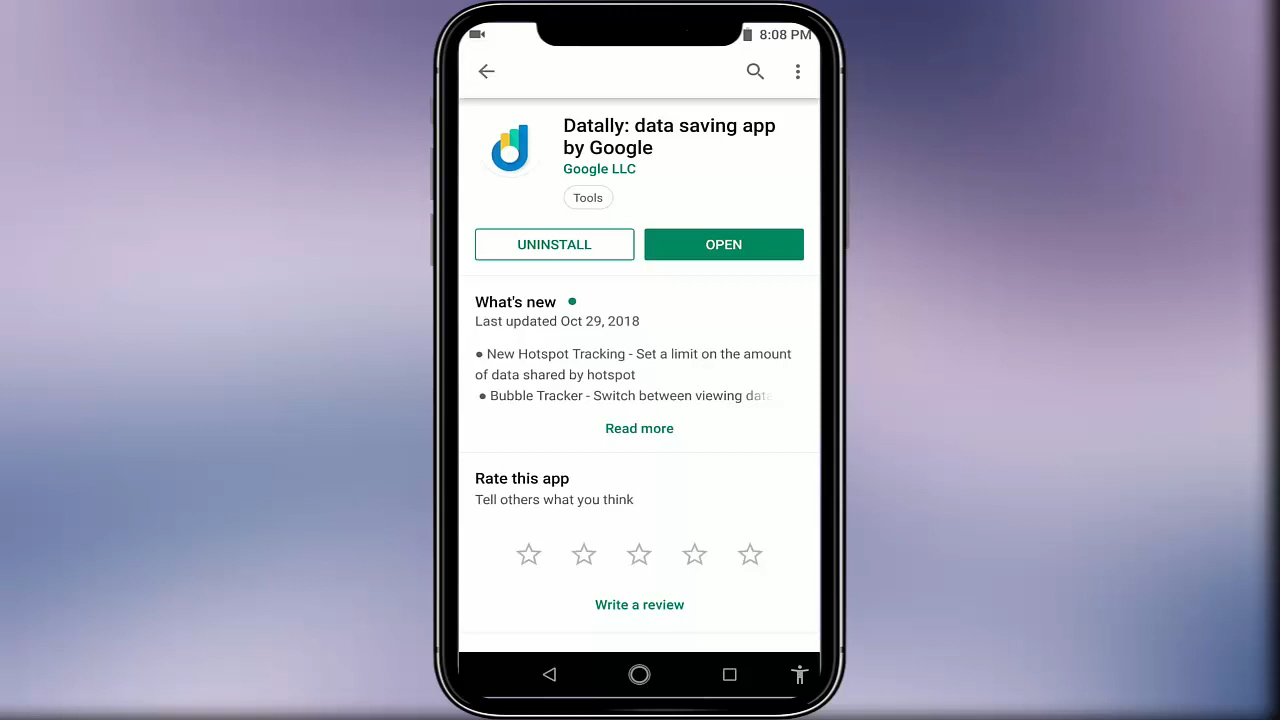 8:08 PM
Datally: data saving app
by Google
Google LLC
Tools
UNINSTALL
OPEN
What's new
Last updated Oct 29, 2018
● New Hotspot Tracking - Set a limit on the amount
of data shared by hotspot
● Bubble Tracker - Switch between viewing data
Read more
Rate this app
Tell others what you think
Write a review